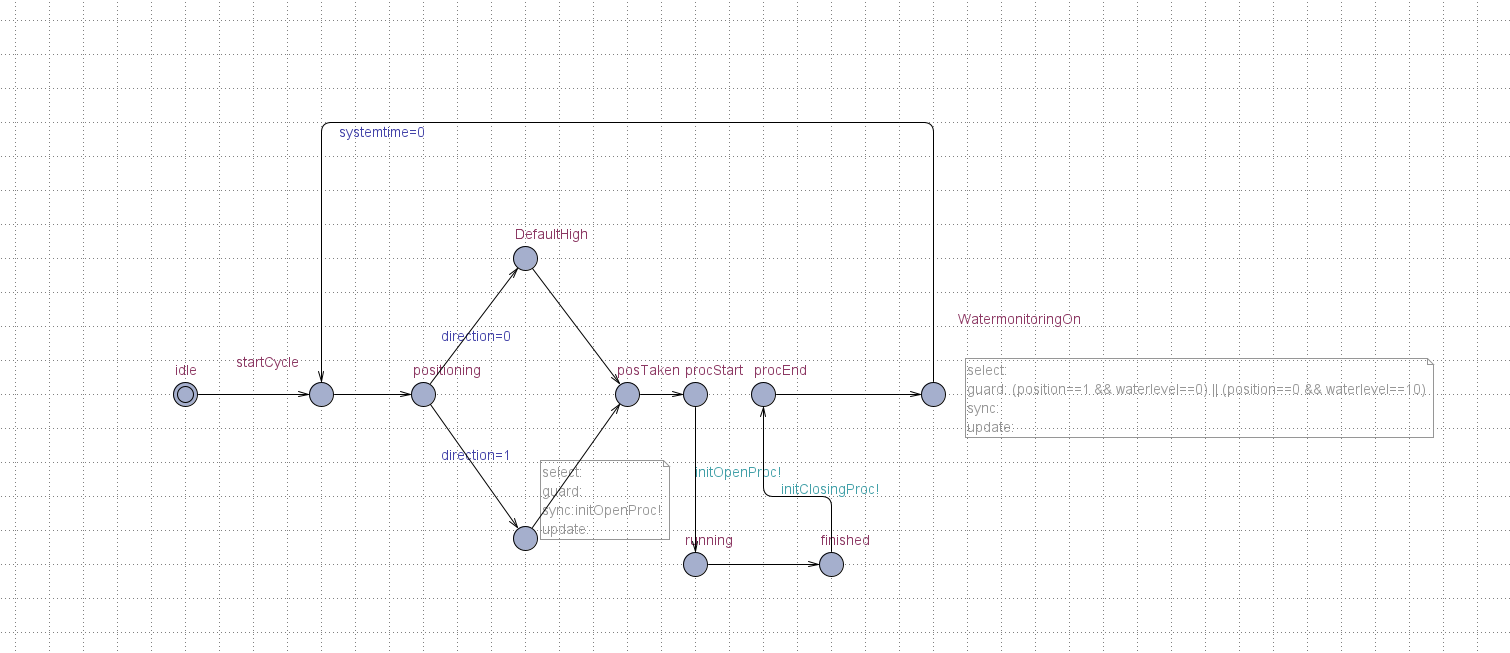 systemtime=0
DefaultHigh
WatermonitoringOn
direction=0
startCycle
idle
positioning
posTaken
procStart
procEnd
select:
guard: (position==1 && waterlevel==0) || (position==0 && waterlevel==10)
sync:
update:
direction=1
select:
guard:
sync:initOpenProc!
update:
initOpenProc!
initClosingProc!
running
finished